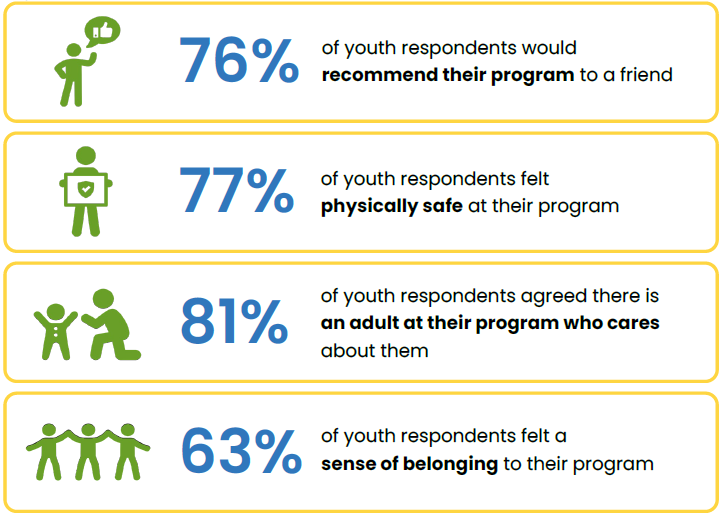 76%
of youth respondents would
recommend their program to a friend
77%
of youth respondents felt
physically safe at their program
81%
of youth respondents agreed there is
an adult at their program who cares
about them
63%
of youth respondents felt a
sense of belonging to their program